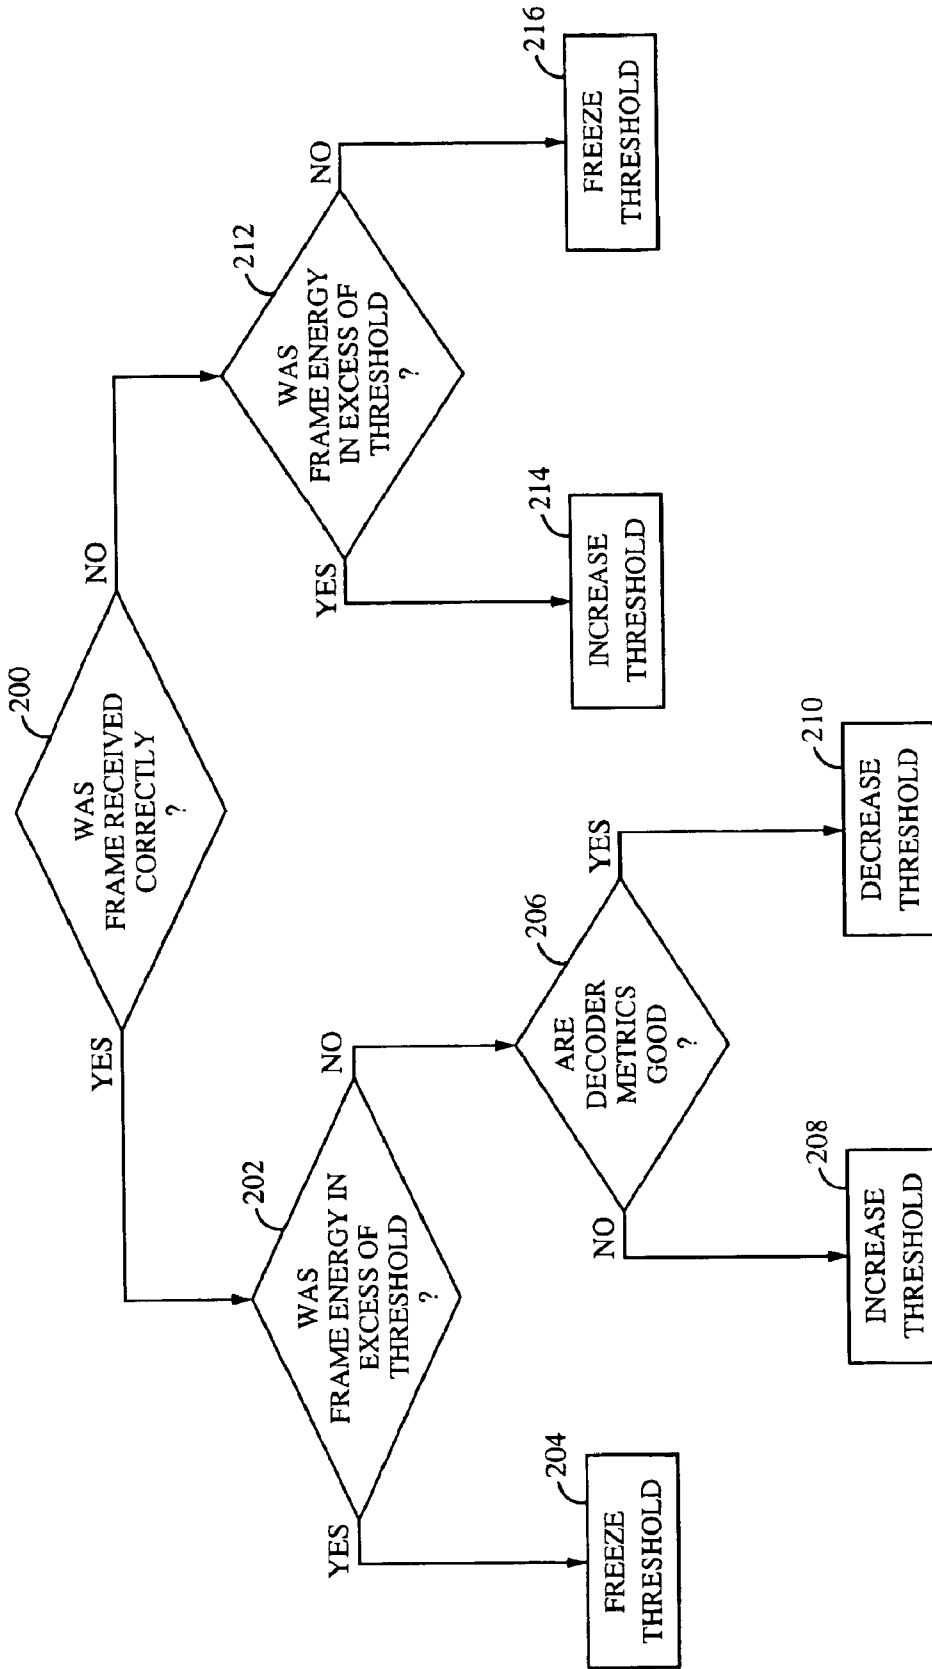 200
WAS
FRAME RECEIVED
CORRECTLY
?
YES
NO
202
WAS
FRAME ENERGY IN
EXCESS OF
THRESHOLD
?
YES
NO
212
WAS
FRAME ENERGY
IN EXCESS OF
THRESHOLD
?
YES
NO
204
FREEZE
THRESHOLD
206
ARE
DECODER
METRICS
GOOD
?
NO
YES
214
INCREASE
THRESHOLD
216
FREEZE
THRESHOLD
208
INCREASE
THRESHOLD
210
DECREASE
THRESHOLD